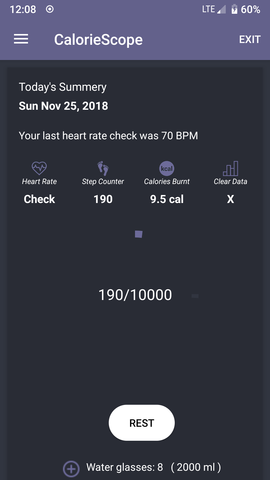 12:08
LTE 60%
CalorieScope
EXIT
Today's Summery
Sun Nov 25, 2018
Your last heart rate check was 70 BPM
kcal
Heart Rate Step Counter Calories Burnt Clear Data
Check 190 9.5 cal X
190/10000
REST
Water glasses: 8 ( 2000 ml )